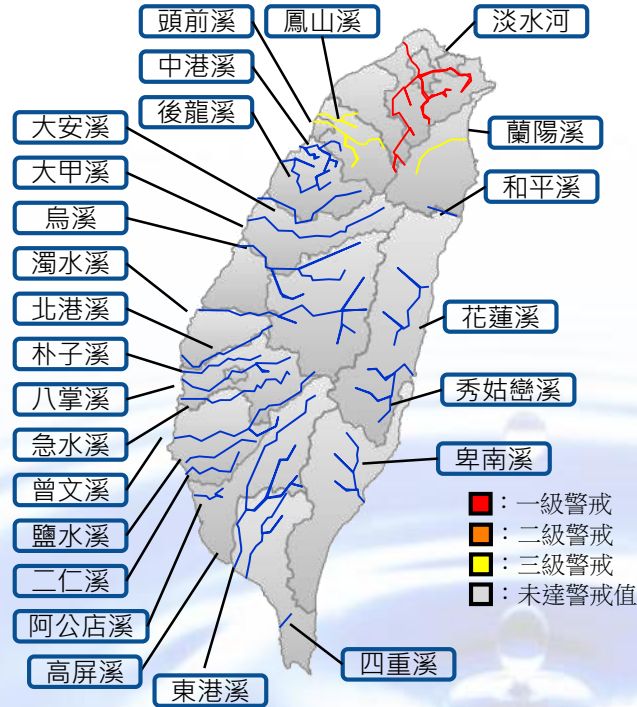 頭前溪
鳳山溪
淡水河
中港溪
後龍溪
大安溪
蘭陽溪
大甲溪
和平溪
烏溪
濁水溪
北港溪
花蓮溪
朴子溪
八掌溪
秀姑巒溪
急水溪
卑南溪
曾文溪
鹽水溪
二仁溪
阿公店溪
高屏溪
東港溪
四重溪
：一級警戒
：二級警戒
：三級警戒
：未達警戒值